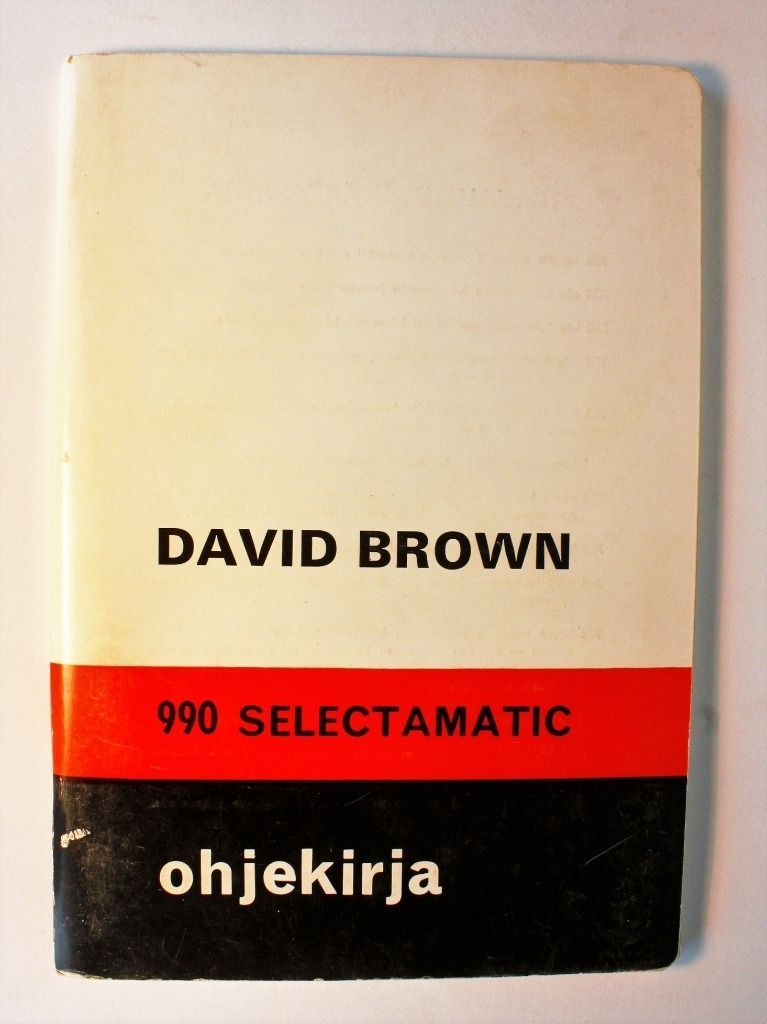 DAVID BROWN
990 SELECTAMATIC
ohjekirja